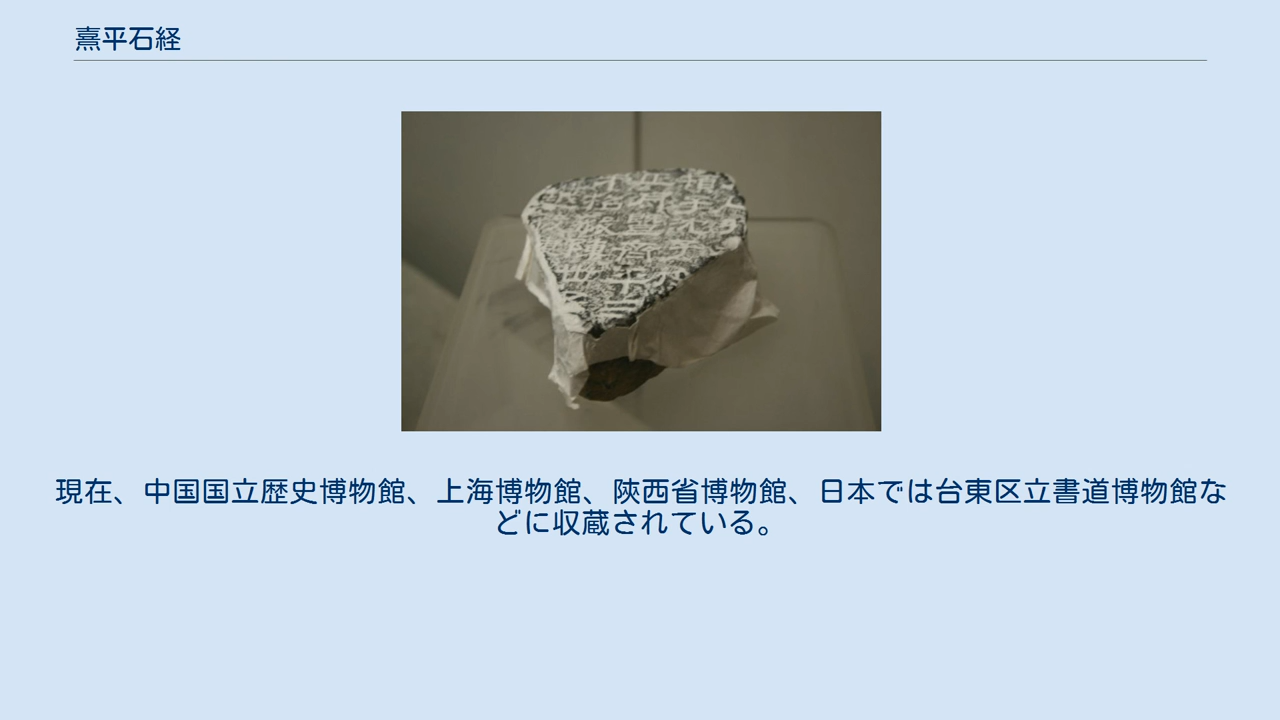 熹平石経
現在、中国国立歴史博物館、上海博物館、陝西省博物館、日本では台東区立書道博物館な
どに収蔵されている。